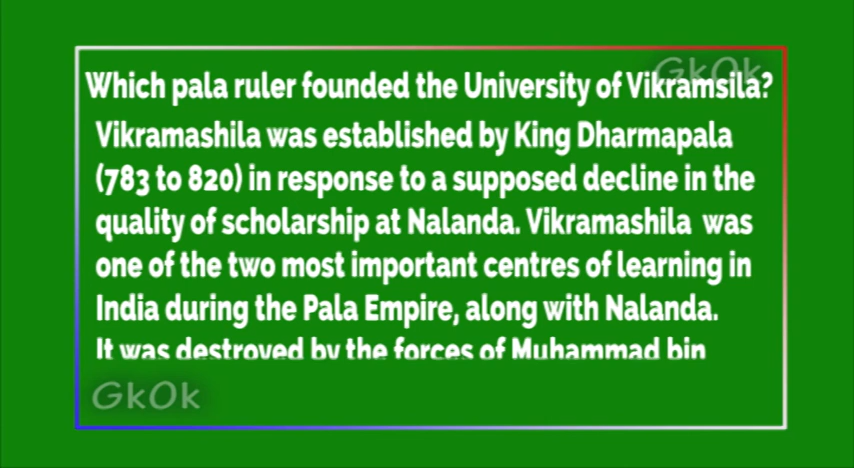 GkOk
Which pala ruler founded the University of Vikramsila?
Vikramashila was established by King Dharmapala
(783 to 820) in response to a supposed decline in the
quality of scholarship at Nalanda. Vikramashila was
one of the two most important centres of learning in
India during the Pala Empire, along with Nalanda.
It was destroyed by the forces of Muhammad bin
GkOk